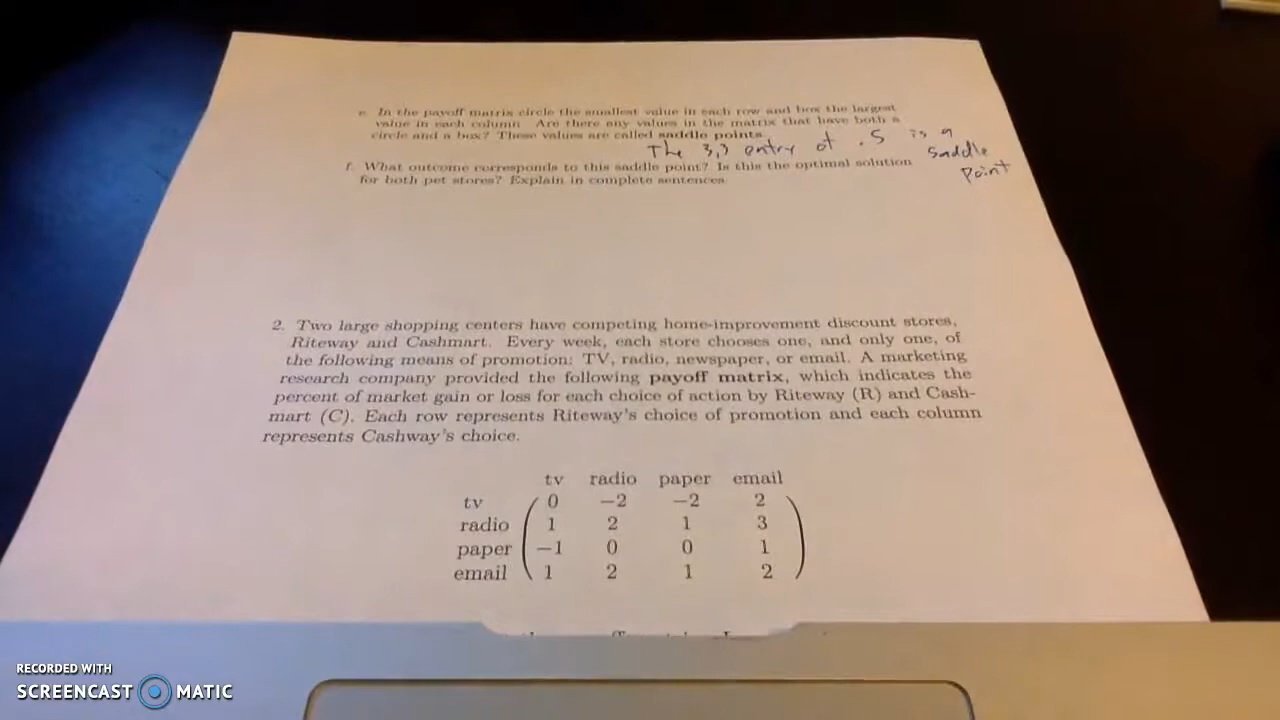 e. In the payoff matrix circle the smallest value in each row and box the largest
value in each column. Are there any values in the matrix that have both a
circle and a box? These values are called saddle points.
The 3,3 entry of .5 is a
saddle
point
f. What outcome corresponds to this saddle point? Is this the optimal solution
for both pet stores? Explain in complete sentences.
2. Two large shopping centers have competing home-improvement discount stores,
Riteway and Cashmart. Every week, each store chooses one, and only one, of
the following means of promotion: TV, radio, newspaper, or email. A marketing
research company provided the following payoff matrix, which indicates the
percent of market gain or loss for each choice of action by Riteway (R) and Cash-
mart (C). Each row represents Riteway's choice of promotion and each column
represents Cashway's choice.
tv radio paper email
tv 0 −2 −2 2
radio 1 2 1 3
paper −1 0 0 1
email 1 2 1 2
RECORDED WITH
SCREENCAST MATIC